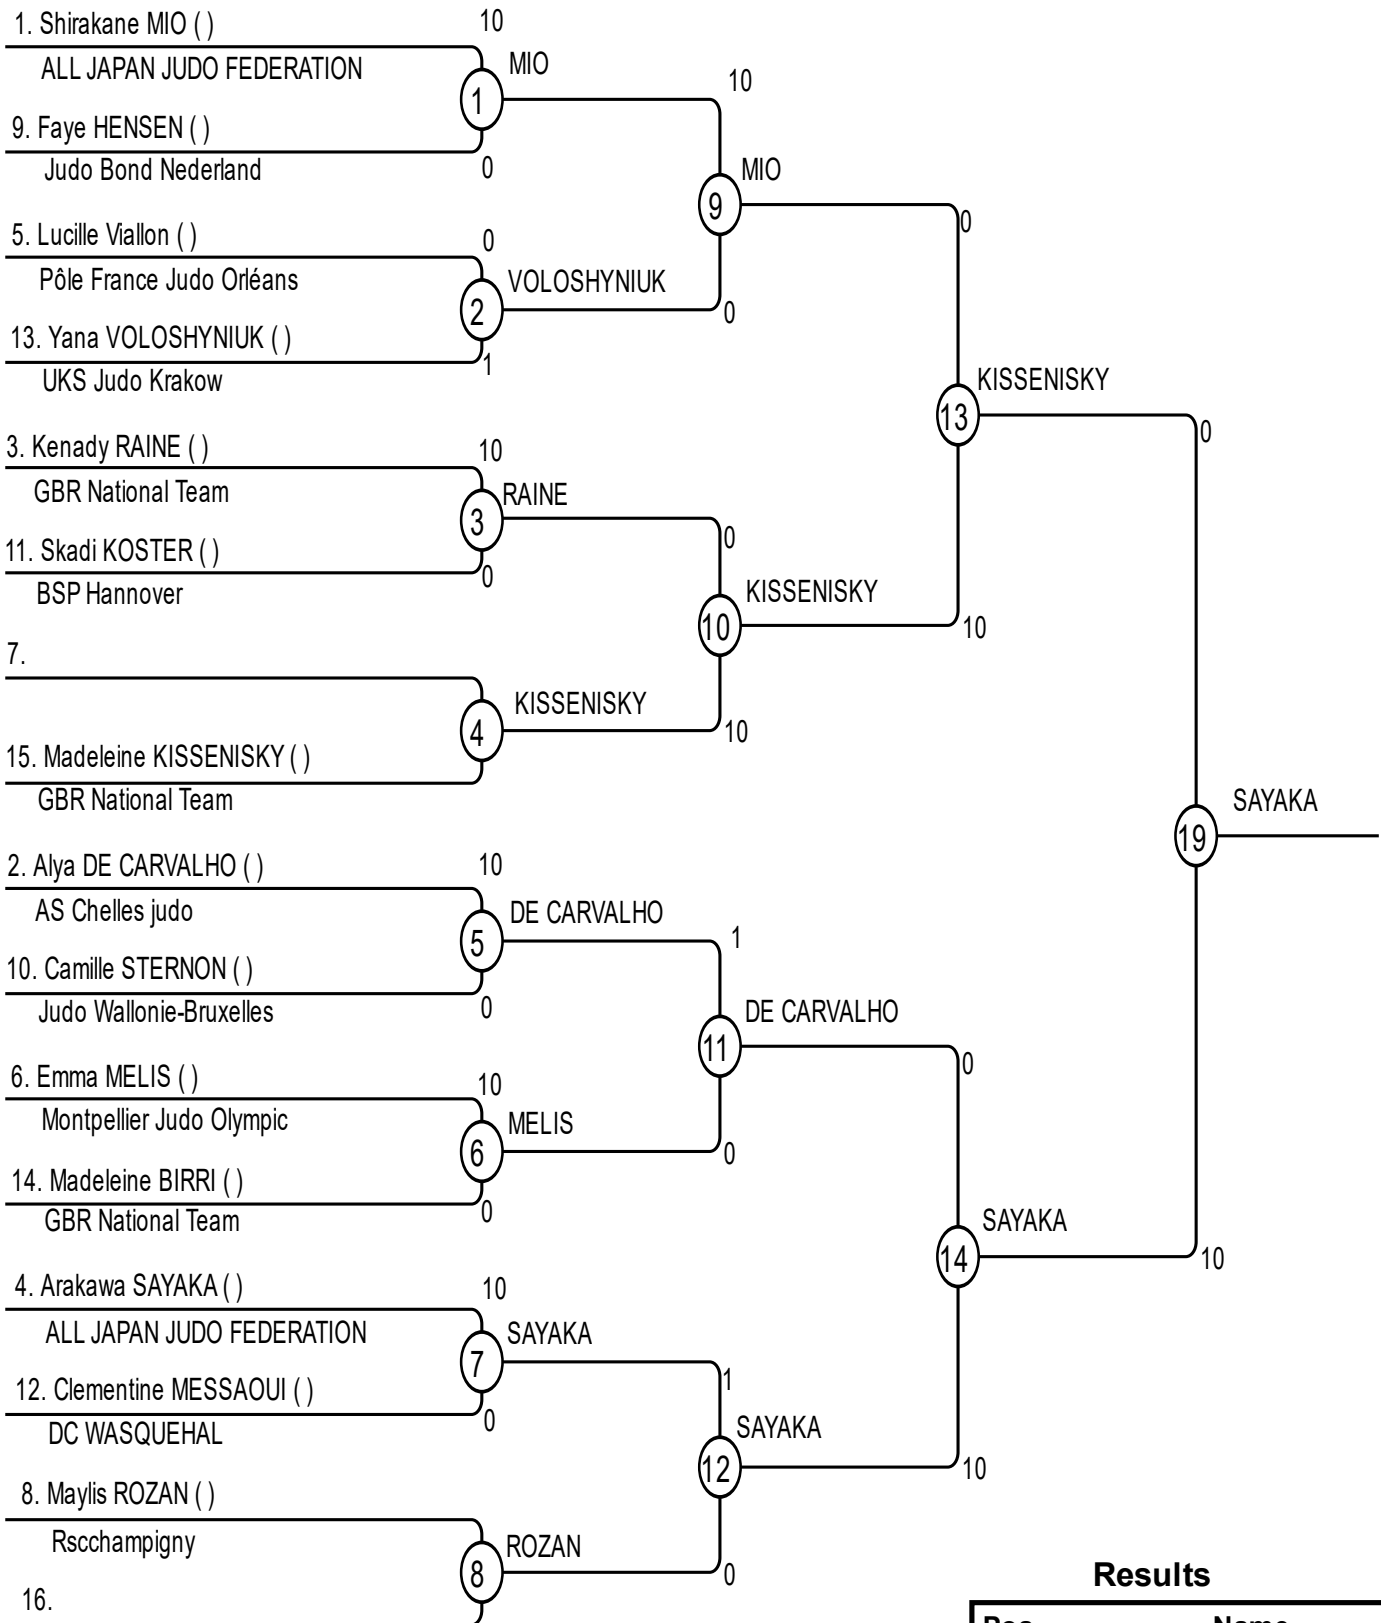 1. Shirakane MIO ( )
10
ALL JAPAN JUDO FEDERATION
1
MIO
9. Faye HENSEN ( )
0
Judo Bond Nederland
10
9
MIO
5. Lucille Viallon ( )
0
Pôle France Judo Orléans
2
VOLOSHYNIUK
0
13. Yana VOLOSHYNIUK ( )
1
UKS Judo Krakow
0
13
KISSENISKY
3. Kenady RAINE ( )
10
GBR National Team
3
RAINE
11. Skadi KOSTER ( )
0
BSP Hannover
0
10
KISSENISKY
10
7.
4
KISSENISKY
10
15. Madeleine KISSENISKY ( )
GBR National Team
0
19
SAYAKA
2. Alya DE CARVALHO ( )
10
AS Chelles judo
5
DE CARVALHO
10. Camille STERNON ( )
0
Judo Wallonie-Bruxelles
1
11
DE CARVALHO
6. Emma MELIS ( )
10
Montpellier Judo Olympic
6
MELIS
0
14. Madeleine BIRRI ( )
0
GBR National Team
0
14
SAYAKA
10
4. Arakawa SAYAKA ( )
10
ALL JAPAN JUDO FEDERATION
7
SAYAKA
12. Clementine MESSAOUI ( )
0
DC WASQUEHAL
1
12
SAYAKA
10
8. Maylis ROZAN ( )
Rscchampigny
8
ROZAN
0
16.
Results